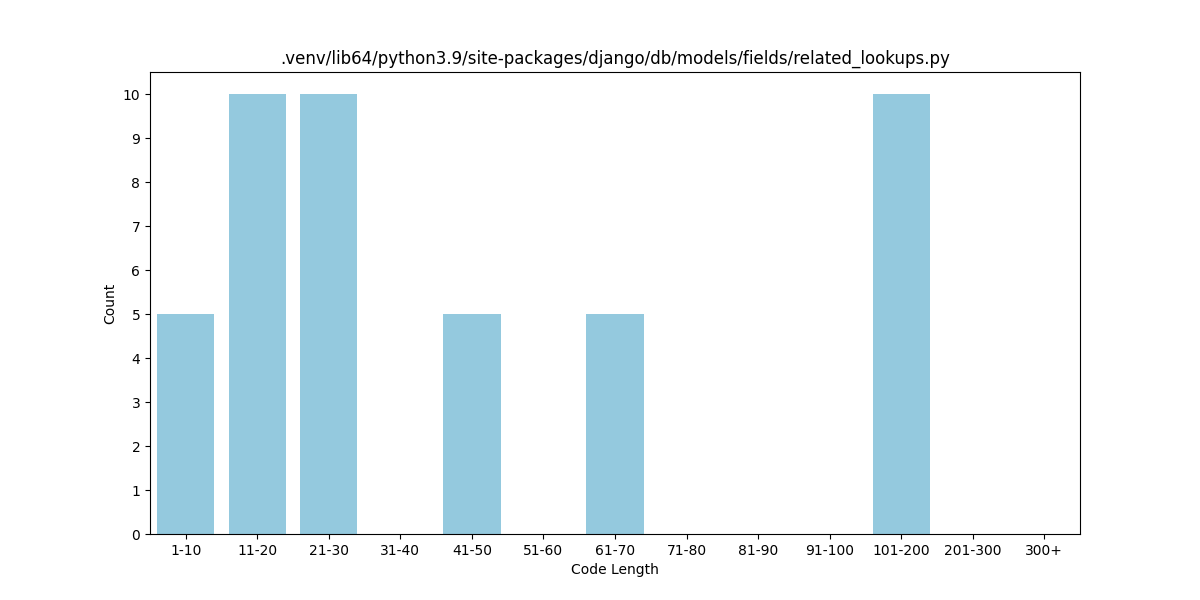 .venv/lib64/python3.9/site-packages/django/db/models/fields/related_lookups.py
10
9
8
7
6
5
4
3
2
1
0
Count
1-10 11-20 21-30 31-40 41-50 51-60 61-70 71-80 81-90 91-100 101-200 201-300 300+
Code Length